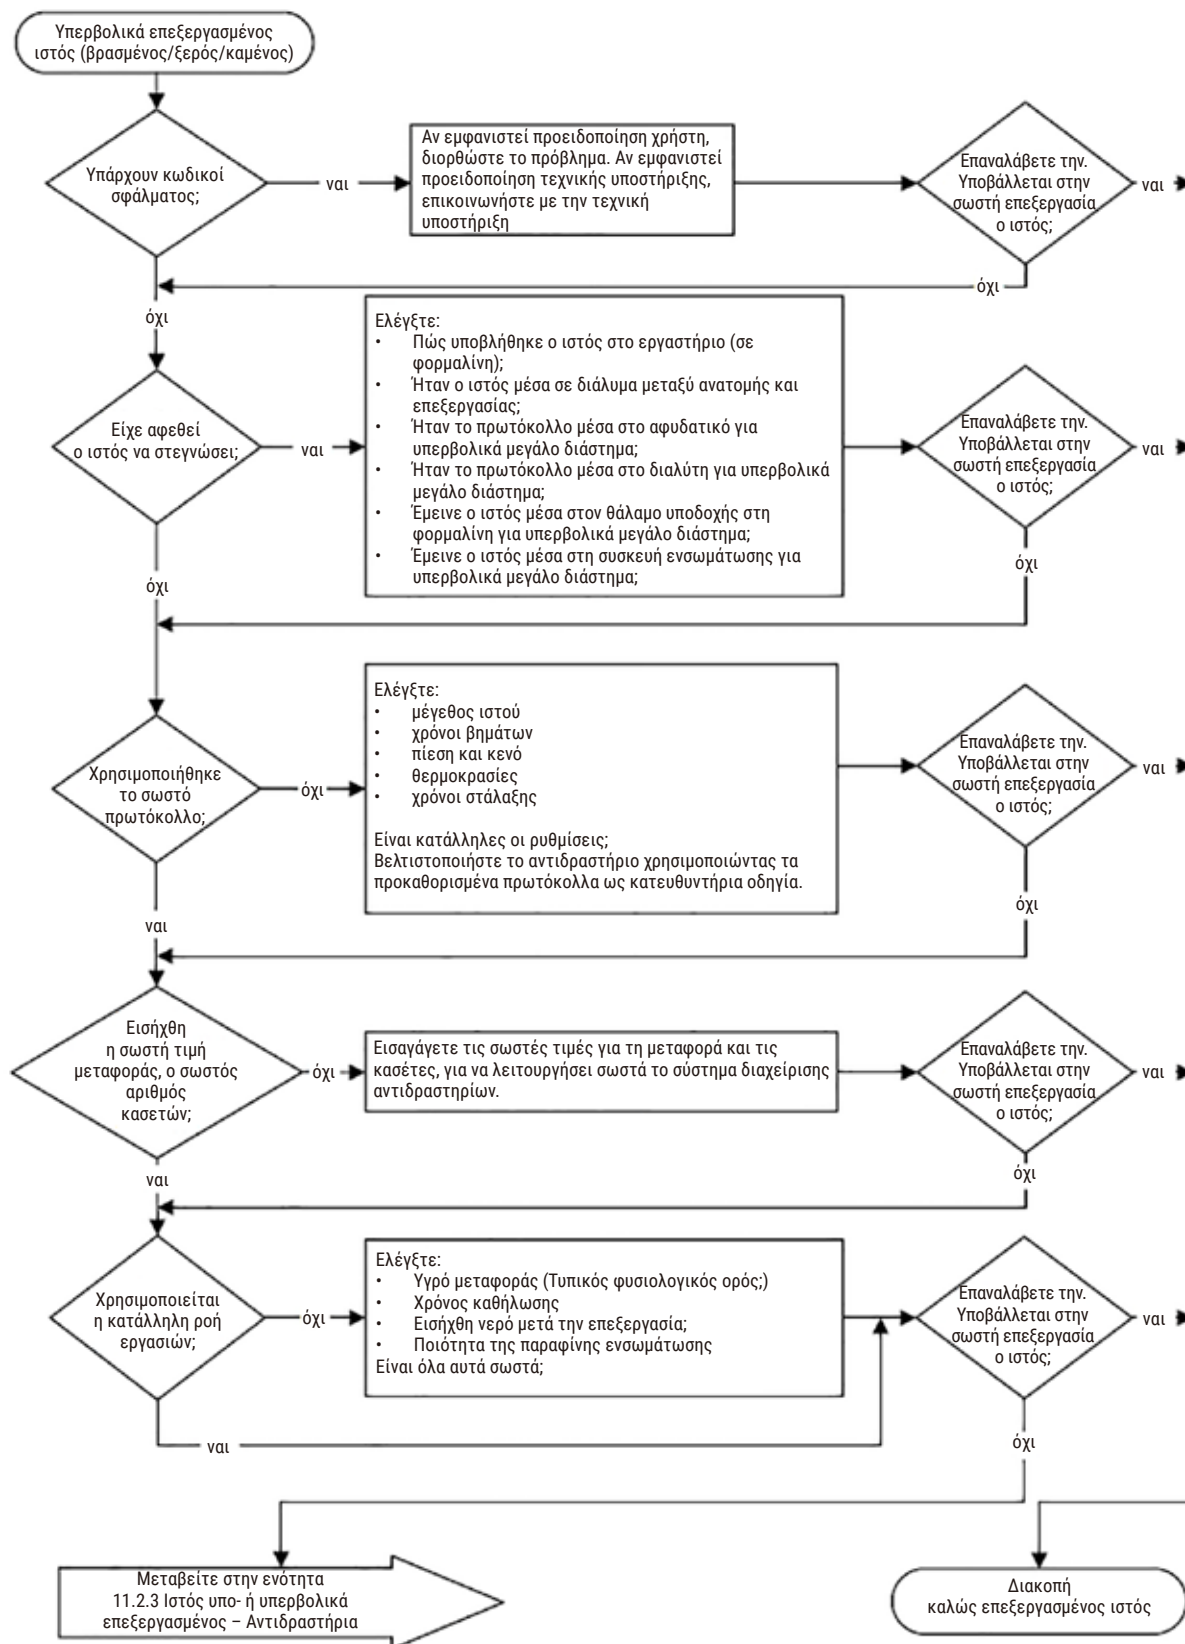 Υπερβολικά επεξεργασμένος
ιστός (βρασμένος/ξερός/καμένος)
Υπάρχουν κωδικοί
σφάλματος;
ναι
Αν εμφανιστεί προειδοποίηση χρήστη,
διορθώστε το πρόβλημα. Αν εμφανιστεί
προειδοποίηση τεχνικής υποστήριξης,
επικοινωνήστε με την τεχνική
υποστήριξη
Επαναλάβετε την.
Υποβάλλεται στην
σωστή επεξεργασία
ο ιστός;
ναι
όχι
όχι
Είχε αφεθεί
ο ιστός να στεγνώσει;
ναι
Ελέγξτε:
• Πώς υποβλήθηκε ο ιστός στο εργαστήριο (σε
φορμαλίνη);
• Ήταν ο ιστός μέσα σε διάλυμα μεταξύ ανατομής και
επεξεργασίας;
• Ήταν το πρωτόκολλο μέσα στο αφυδατικό για
υπερβολικά μεγάλο διάστημα;
• Ήταν το πρωτόκολλο μέσα στο διαλύτη για υπερβολικά
μεγάλο διάστημα;
• Έμεινε ο ιστός μέσα στον θάλαμο υποδοχής στη
φορμαλίνη για υπερβολικά μεγάλο διάστημα;
• Έμεινε ο ιστός μέσα στη συσκευή ενσωμάτωσης για
υπερβολικά μεγάλο διάστημα;
Επαναλάβετε την.
Υποβάλλεται στην
σωστή επεξεργασία
ο ιστός;
ναι
όχι
όχι
Χρησιμοποιήθηκε
το σωστό
πρωτόκολλο;
όχι
Ελέγξτε:
• μέγεθος ιστού
• χρόνοι βημάτων
• πίεση και κενό
• θερμοκρασίες
• χρόνοι στάλαξης
Είναι κατάλληλες οι ρυθμίσεις;
Βελτιστοποιήστε το αντιδραστήριο χρησιμοποιώντας τα
προκαθορισμένα πρωτόκολλα ως κατευθυντήρια οδηγία.
Επαναλάβετε την.
Υποβάλλεται στην
σωστή επεξεργασία
ο ιστός;
ναι
όχι
ναι
Εισήχθη
η σωστή τιμή
μεταφοράς, ο σωστός
αριθμός
κασετών;
όχι
Εισαγάγετε τις σωστές τιμές για τη μεταφορά και τις
κασέτες, για να λειτουργήσει σωστά το σύστημα διαχείρισης
αντιδραστηρίων.
Επαναλάβετε την.
Υποβάλλεται στην
σωστή επεξεργασία
ο ιστός;
ναι
όχι
ναι
Χρησιμοποιείται
η κατάλληλη ροή
εργασιών;
όχι
Ελέγξτε:
• Υγρό μεταφοράς (Τυπικός φυσιολογικός ορός;)
• Χρόνος καθήλωσης
• Εισήχθη νερό μετά την επεξεργασία;
• Ποιότητα της παραφίνης ενσωμάτωσης
Είναι όλα αυτά σωστά;
Επαναλάβετε την.
Υποβάλλεται στην
σωστή επεξεργασία
ο ιστός;
ναι
ναι
όχι
Μεταβείτε στην ενότητα
11.2.3 Ιστός υπο- ή υπερβολικά
επεξεργασμένος – Αντιδραστήρια
Διακοπή
καλώς επεξεργασμένος ιστός